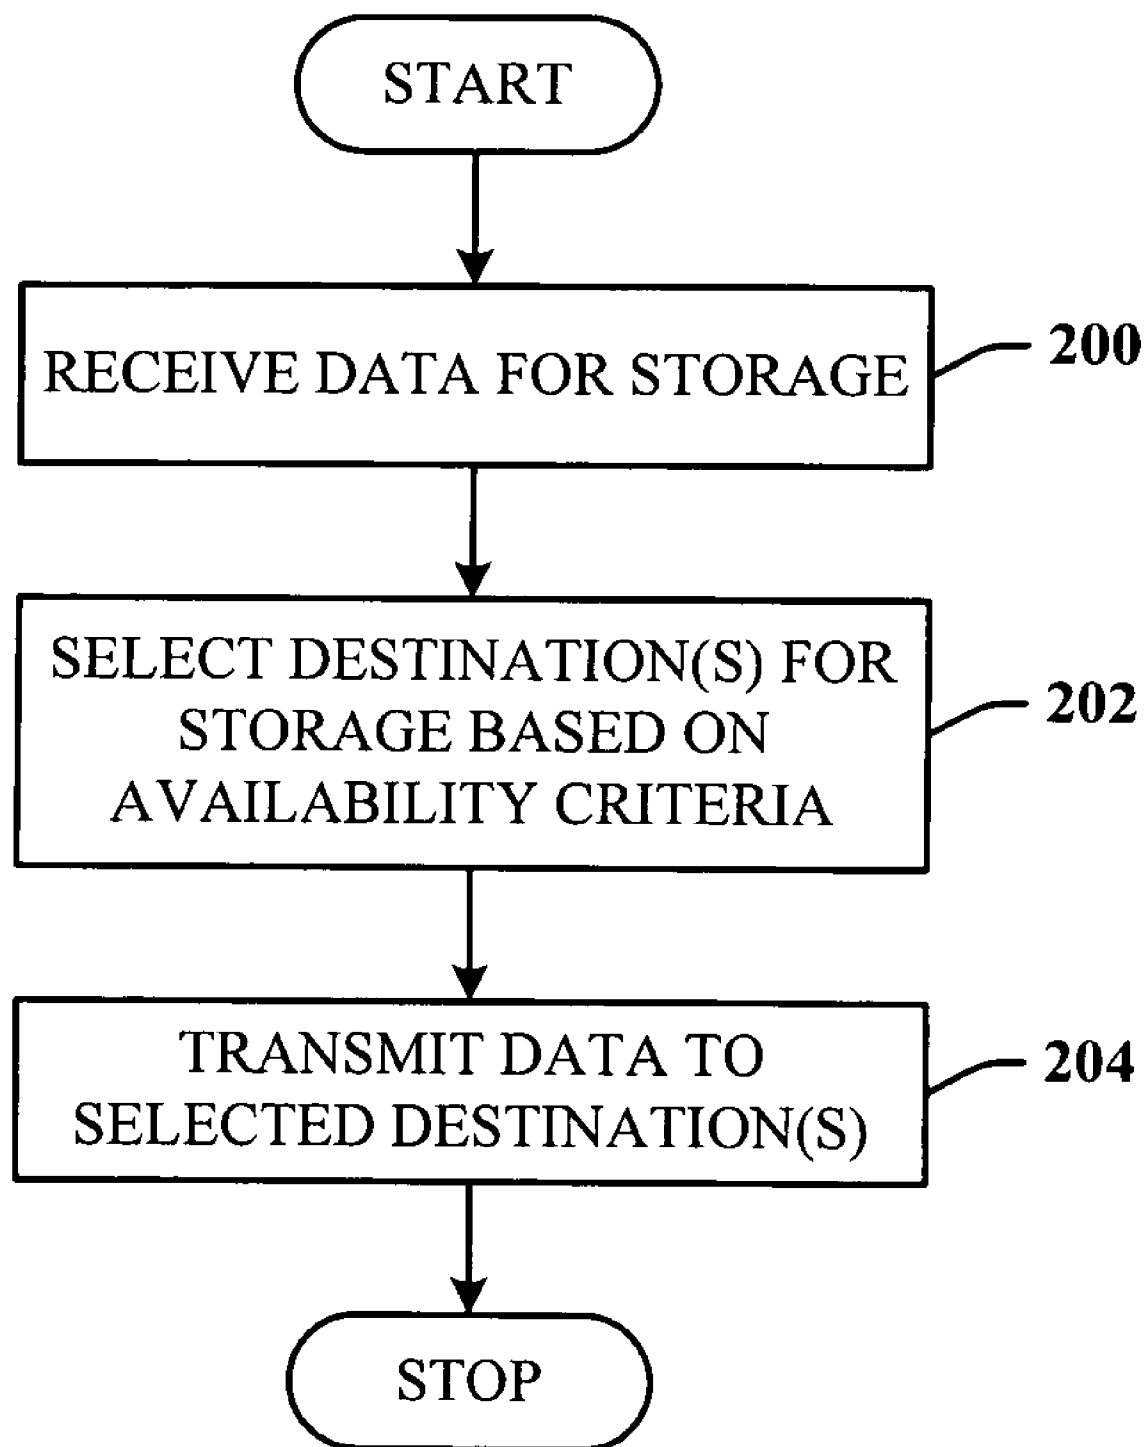 START
RECEIVE DATA FOR STORAGE
200
SELECT DESTINATION(S) FOR
STORAGE BASED ON
AVAILABILITY CRITERIA
202
TRANSMIT DATA TO
SELECTED DESTINATION(S)
204
STOP